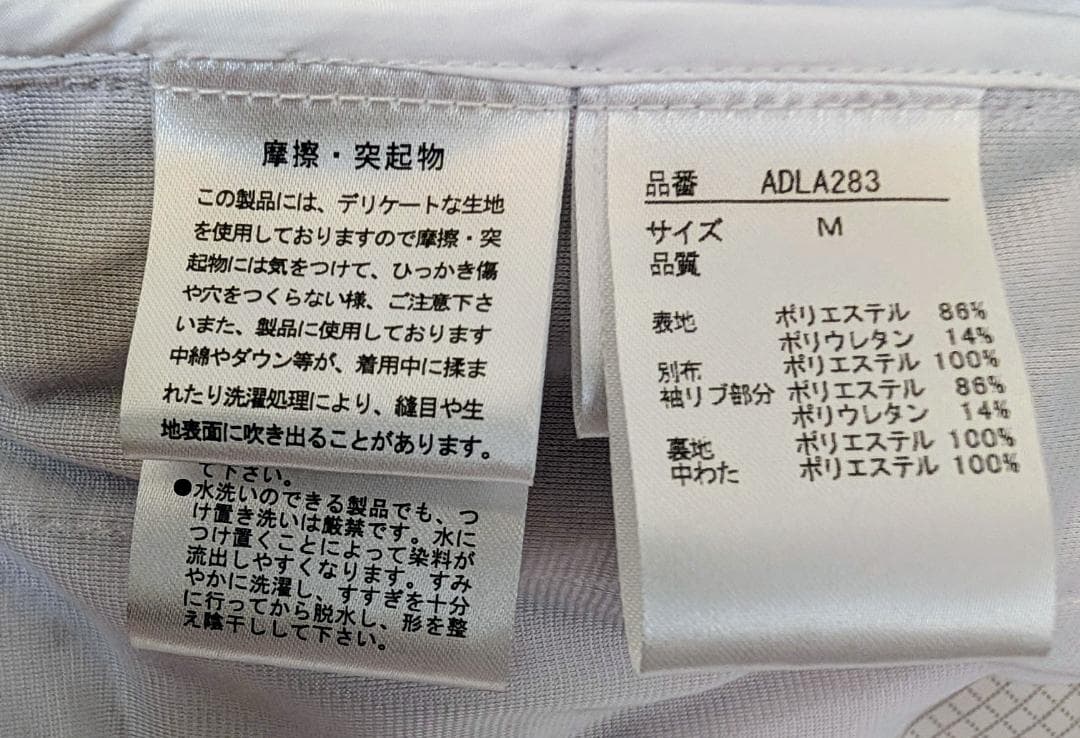 摩擦・突起物
この製品には、デリケートな生地
を使用しておりますので摩擦・突
起物には気をつけて、ひっかき傷
や穴をつくらない様、ご注意下さ
いまた、製品に使用しております
中綿やダウン等が、着用中に揉ま
れたり洗濯処理により、縫目や生
地表面に吹き出ることがあります。
て下さい。
●水洗いのできる製品でも、つ
け置き洗いは厳禁です。水に
つけ置くことによって染料が
流出しやすくなります。すみ
やかに洗濯し、すすぎを十分
に行ってから脱水し、形を整
え陰干しして下さい。
品番 ADLA283
サイズ M
品質
表地 ポリエステル 86%
ポリウレタン 14%
別布 ポリエステル 100%
袖リブ部分 ポリエステル 86%
ポリウレタン 14%
裏地 ポリエステル 100%
中わた ポリエステル 100%